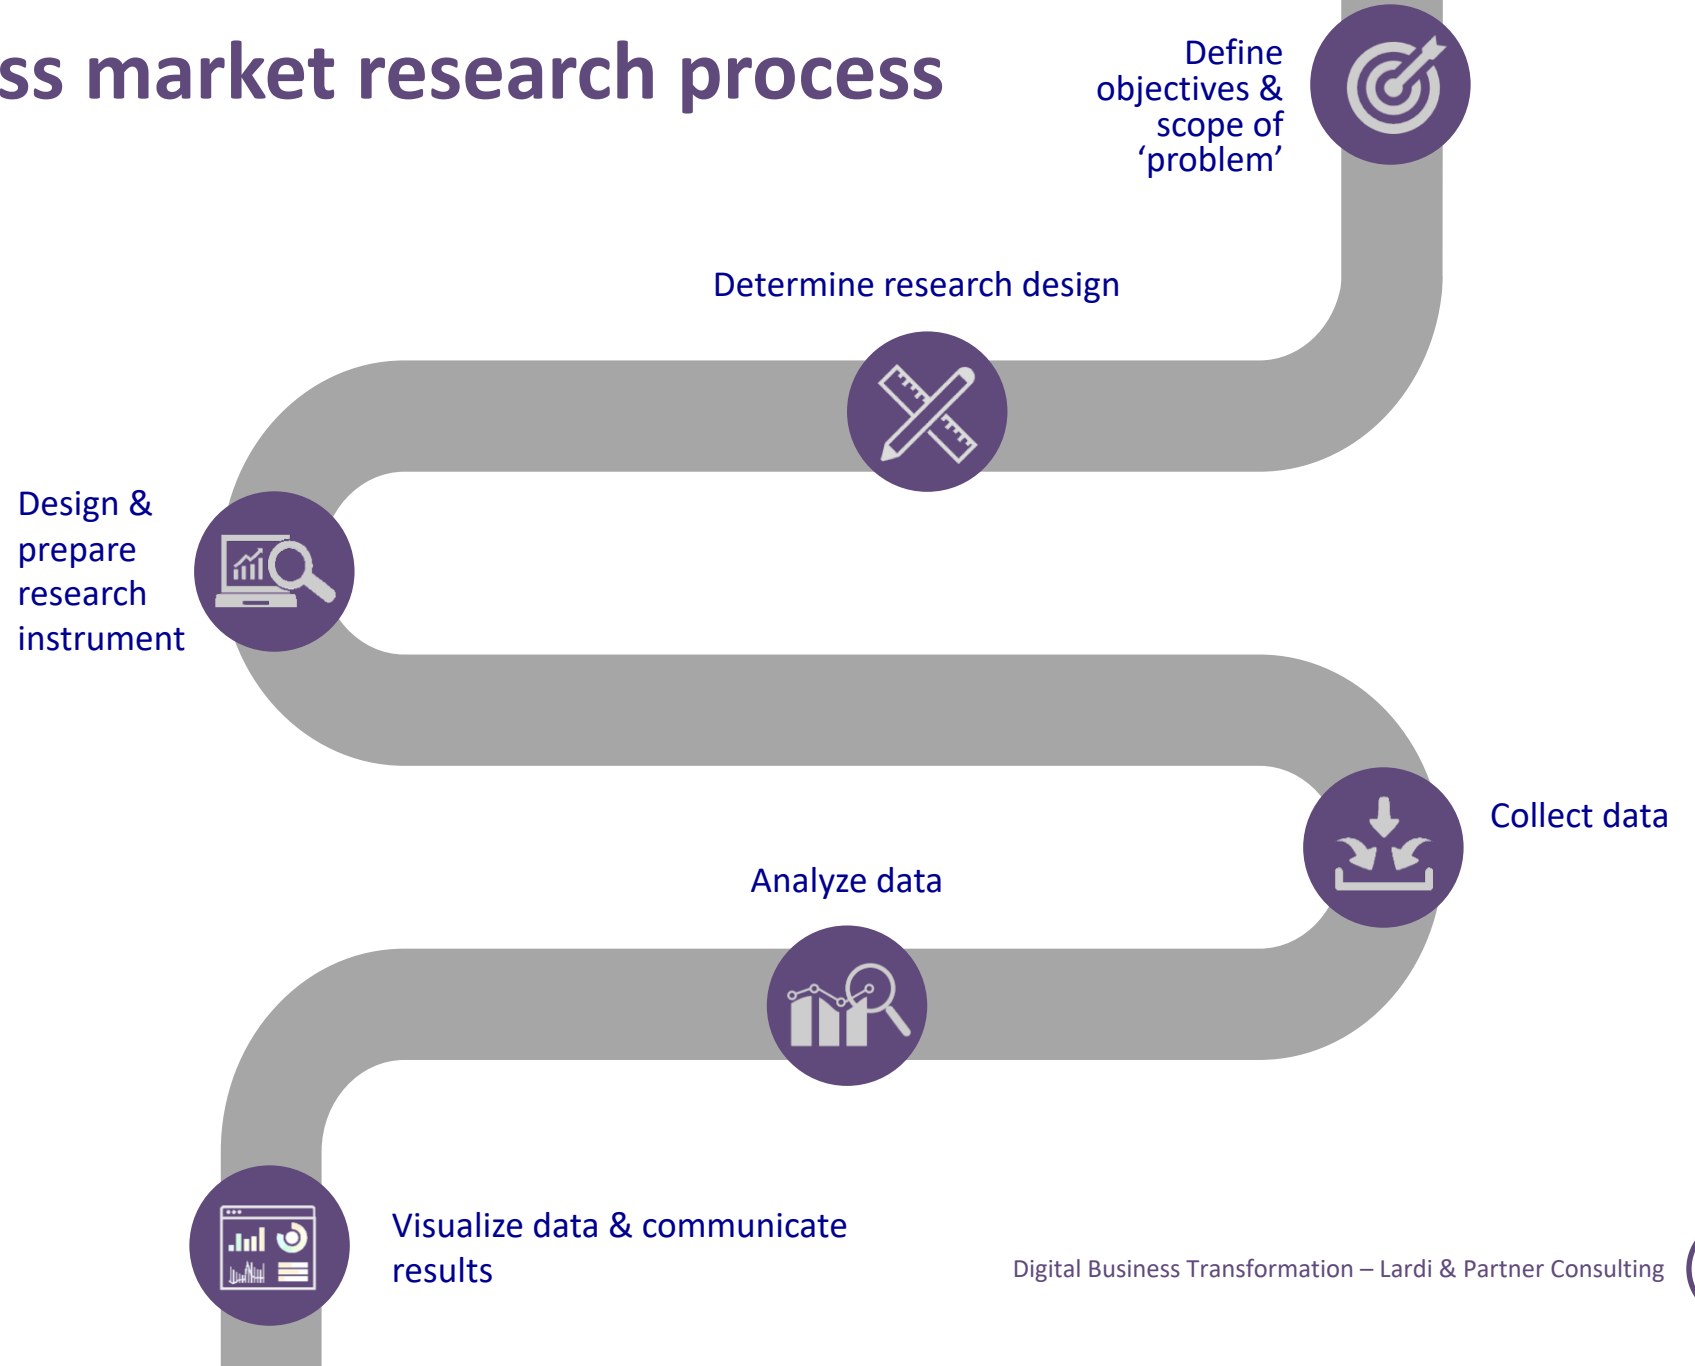 ss market research process
Define
objectives &
scope of
‘problem’
Determine research design
Design &
prepare
research
instrument
Collect data
Analyze data
Visualize data & communicate
results
Digital Business Transformation – Lardi & Partner Consulting